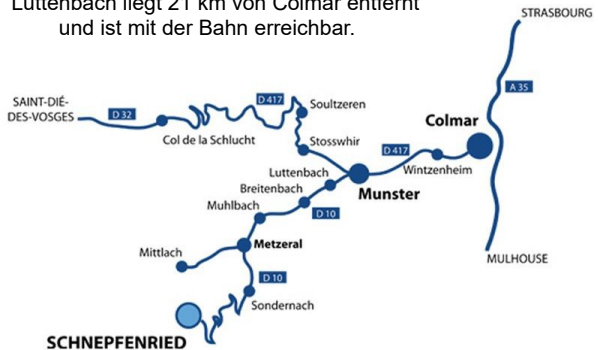 Luttenbach liegt 21 km von Colmar entfernt
und ist mit der Bahn erreichbar.
STRASBOURG
A 35
SAINT-DIÉ-
DES-VOSGES
D 32
D 417
Soultzeren
Col de la Schlucht
Colmar
Stosswhir
D 417
Wintzenheim
Luttenbach
Munster
Breitenbach
Muhlbach
D 10
Metzeral
Mittlach
MULHOUSE
D 10
Sondernach
SCHNEPFENRIED